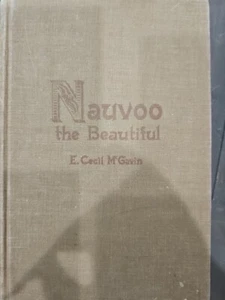 Nauvoo
the Beautiful
E. Cecil McGavin